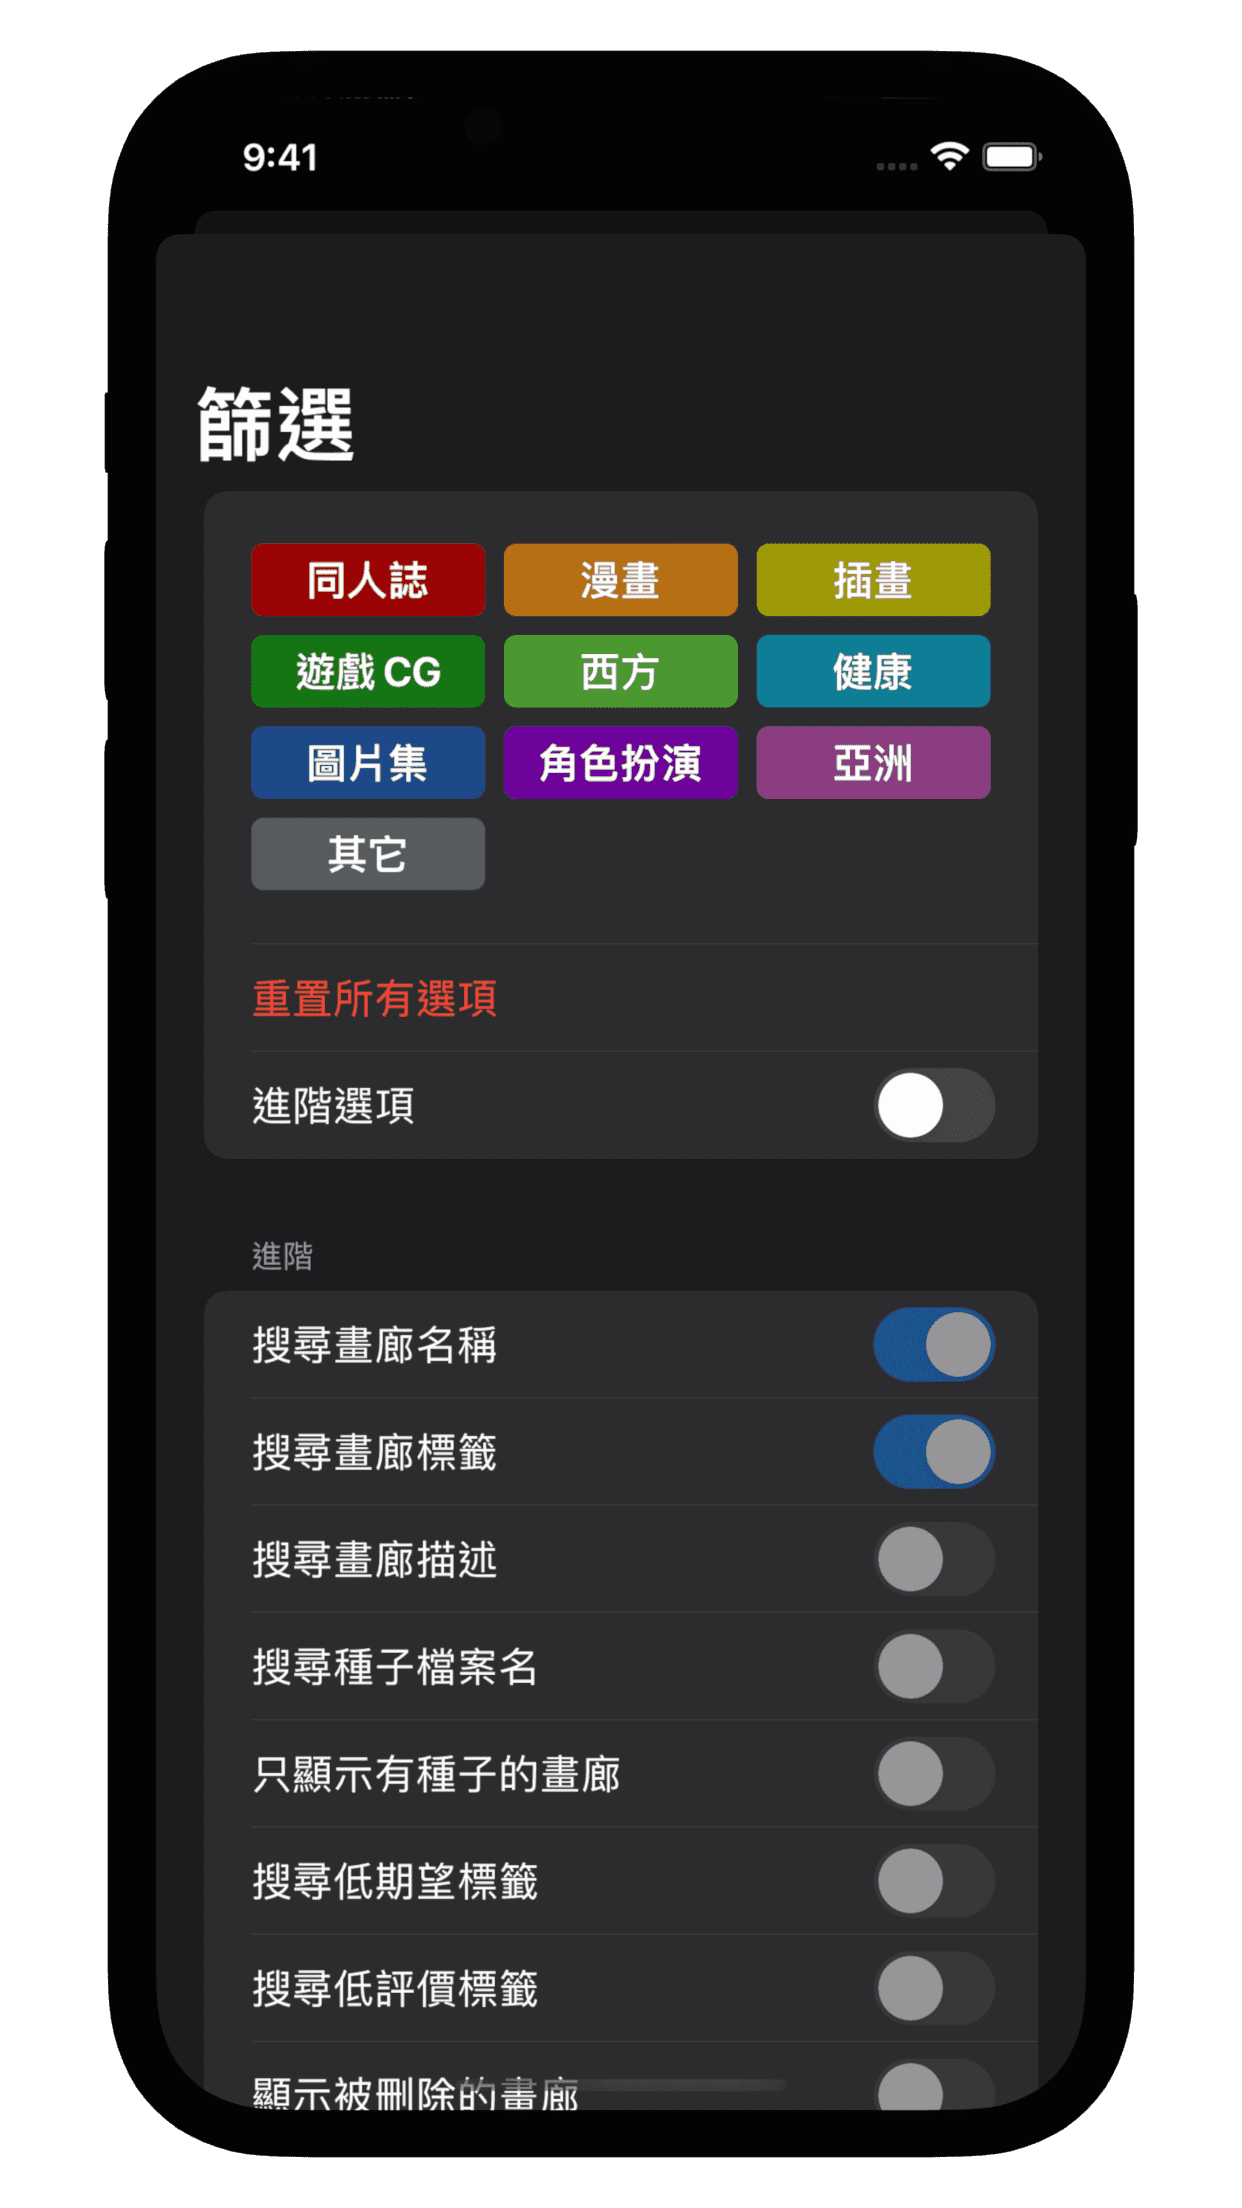 9:41
篩選
同人誌 漫畫 插畫
遊戲 CG 西方 健康
圖片集 角色扮演 亞洲
其它
重置所有選項
進階選項
進階
搜尋畫廊名稱
搜尋畫廊標籤
搜尋畫廊描述
搜尋種子檔案名
只顯示有種子的畫廊
搜尋低期望標籤
搜尋低評價標籤
顯示被刪除的畫廊